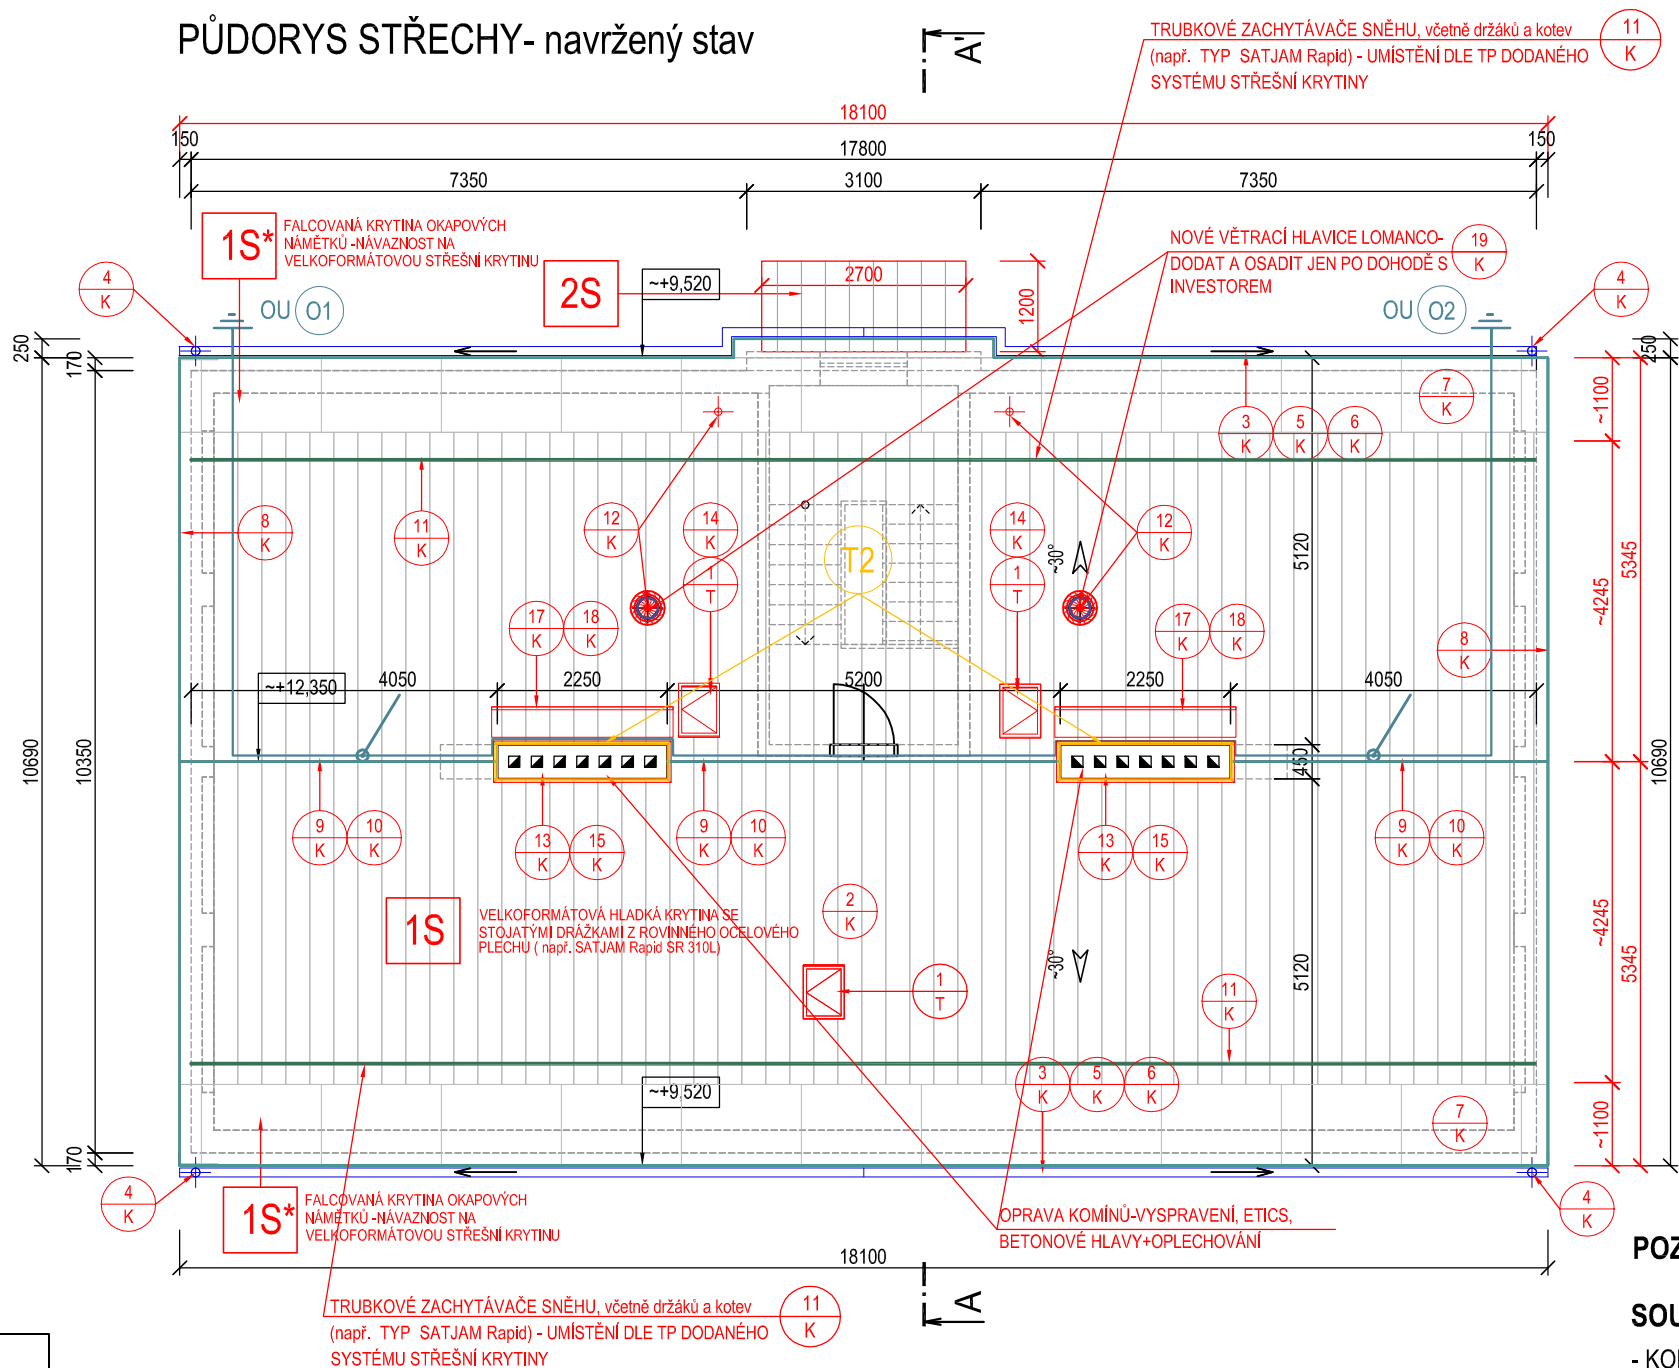 PŮDORYS STŘECHY- navržený stav
A'
TRUBKOVÉ ZACHYTÁVAČE SNĚHU, včetně držáků a kotev
(např. TYP SATJAM Rapid) - UMÍSTĚNÍ DLE TP DODANÉHO
SYSTÉMU STŘEŠNÍ KRYTINY
11
K
18100
150
17800
150
7350
3100
7350
1S*
FALCOVANÁ KRYTINA OKAPOVÝCH
NÁMĚTKŮ -NÁVAZNOST NA
VELKOFORMÁTOVOU STŘEŠNÍ KRYTINU
NOVÉ VĚTRACÍ HLAVICE LOMANCO-
DODAT A OSADIT JEN PO DOHODĚ S
INVESTOREM
19
K
4
K
OU
O1
2S
~+9,520
2700
1200
OU
O2
4
K
250
170
250
7
K
~1100
3
K
5
K
6
K
8
K
11
K
12
K
14
K
1
T
T2
14
K
1
T
~30°
12
K
5120
5345
~4245
17
K
18
K
17
K
18
K
8
K
~+12,350
4050
2250
5200
2250
4050
10690
10350
450
10690
9
K
10
K
13
K
15
K
9
K
10
K
13
K
15
K
9
K
10
K
1S
VELKOFORMÁTOVÁ HLADKÁ KRYTINA SE
STOJATÝMI DRÁŽKAMI Z ROVINNÉHO OCELOVÉHO
PLECHU ( např. SATJAM Rapid SR 310L)
2
K
~30°
5120
~4245
5345
1
T
11
K
3
K
5
K
6
K
~+9,520
7
K
~1100
170
4
K
1S*
FALCOVANÁ KRYTINA OKAPOVÝCH
NÁMĚTKŮ -NÁVAZNOST NA
VELKOFORMÁTOVOU STŘEŠNÍ KRYTINU
OPRAVA KOMÍNŮ-VYSPRAVENÍ, ETICS,
BETONOVÉ HLAVY+OPLECHOVÁNÍ
4
K
18100
TRUBKOVÉ ZACHYTÁVAČE SNĚHU, včetně držáků a kotev
(např. TYP SATJAM Rapid) - UMÍSTĚNÍ DLE TP DODANÉHO
SYSTÉMU STŘEŠNÍ KRYTINY
11
K
A
POZ
SOU
- KO